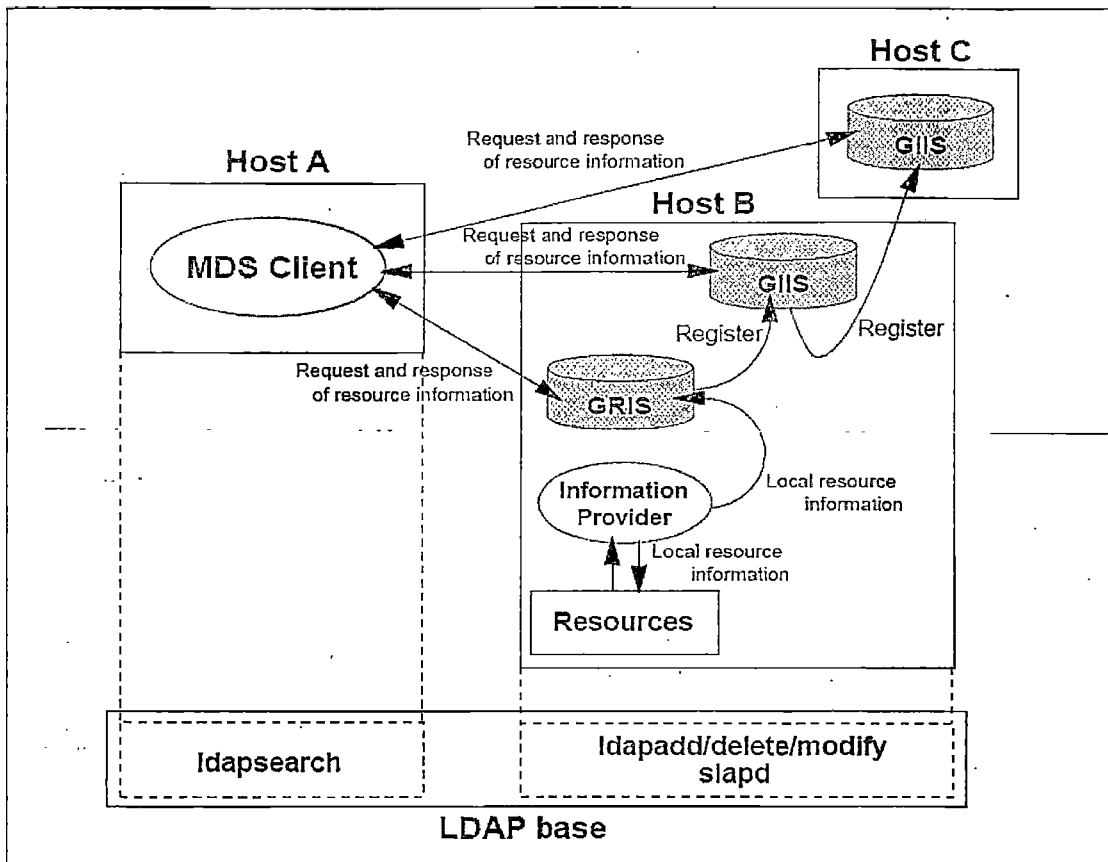 Host C
GIIS
Request and response
of resource information
Host A
Host B
MDS Client
Request and response
of resource information
GIIS
Register
Register
Request and response
of resource information
GRIS
Local resource
information
Information
Provider
Local resource
information
Resources
ldapsearch
ldapadd/delete/modify
slapd
LDAP base